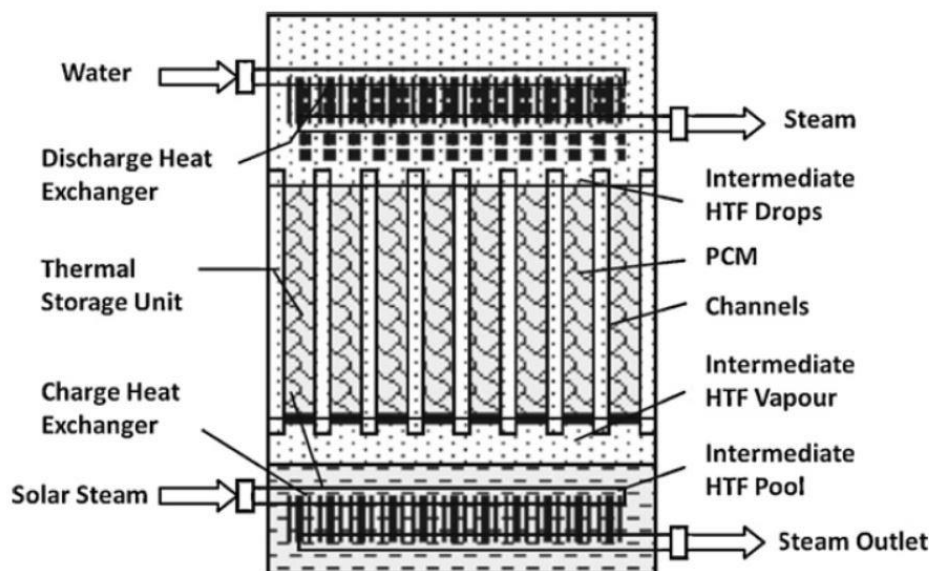 Water
Steam
Discharge Heat
Exchanger
Intermediate
HTF Drops
Thermal
Storage Unit
PCM
Channels
Charge Heat
Exchanger
Intermediate
HTF Vapour
Intermediate
HTF Pool
Solar Steam
Steam Outlet